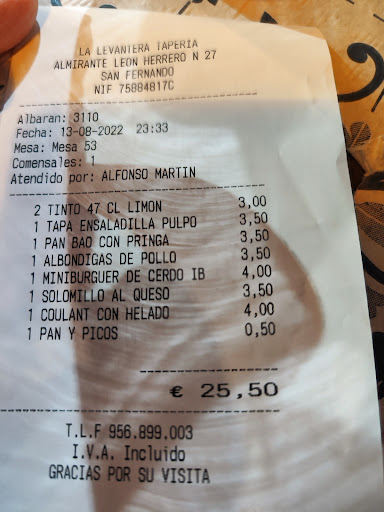 LA LEVANTERA TAPERIA
ALMIRANTE LEON HERRERO N 27
SAN FERNANDO
NIF 75884817C
Albaran: 3110
Fecha: 13-08-2022 23:33
Mesa: Mesa 53
Comensales: 1
Atendido por: ALFONSO MARTIN
2 TINTO 47 CL LIMON 3,00
1 TAPA ENSALADILLA PULPO 3,50
1 PAN BAO CON PRINGA 3,50
1 ALBONDIGAS DE POLLO 3,50
1 MINIBURGUER DE CERDO IB 4,00
1 SOLOMILLO AL QUESO 3,50
1 COULANT CON HELADO 4,00
1 PAN Y PICOS 0,50
€ 25,50
T.L.F 956.899.003
I.V.A. Incluido
GRACIAS POR SU VISITA